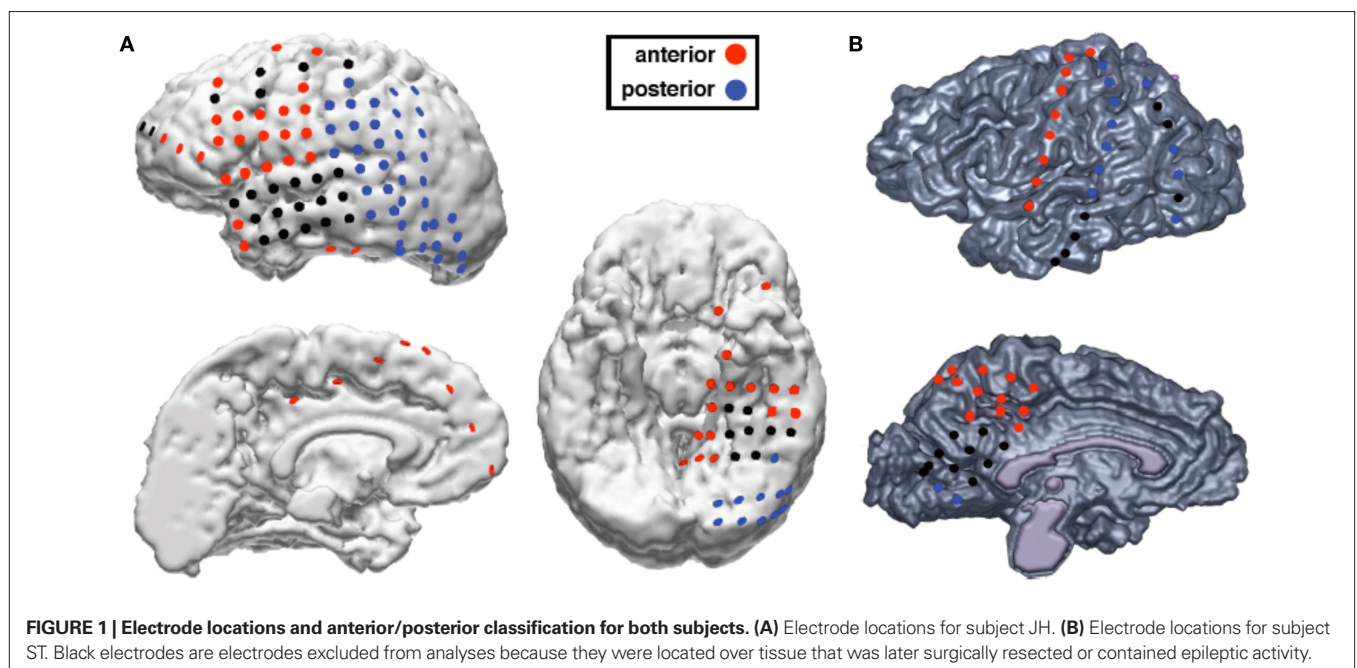 A
anterior
posterior
B
FIGURE 1 | Electrode locations and anterior/posterior classification for both subjects. (A) Electrode locations for subject JH. (B) Electrode locations for subject
ST. Black electrodes are electrodes excluded from analyses because they were located over tissue that was later surgically resected or contained epileptic activity.